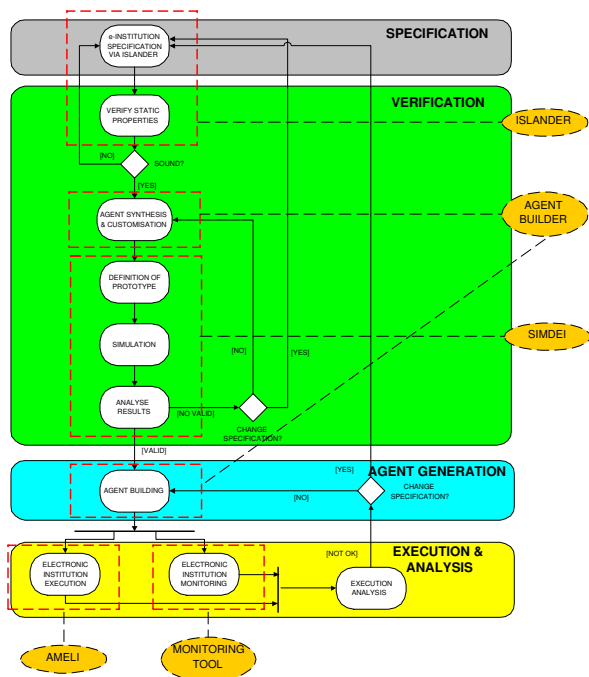 SPECIFICATION
e-INSTITUTION
SPECIFICATION
VIA ISLANDER
VERIFICATION
VERIFY STATIC
PROPERTIES
ISLANDER
[NO]
SOUND?
[YES]
AGENT SYNTHESIS
& CUSTOMISATION
AGENT
BUILDER
DEFINITION OF
PROTOTYPE
SIMULATION
SIMDEI
[NO]
[YES]
ANALYSE
RESULTS
[NO VALID]
CHANGE
SPECIFICATION?
[VALID]
AGENT GENERATION
[YES]
AGENT BUILDING
[NO]
CHANGE
SPECIFICATION?
EXECUTION &
ANALYSIS
[NOT OK]
ELECTRONIC
INSTITUTION
EXECUTION
ELECTRONIC
INSTITUTION
MONITORING
EXECUTION
ANALYSIS
AMELI
MONITORING
TOOL